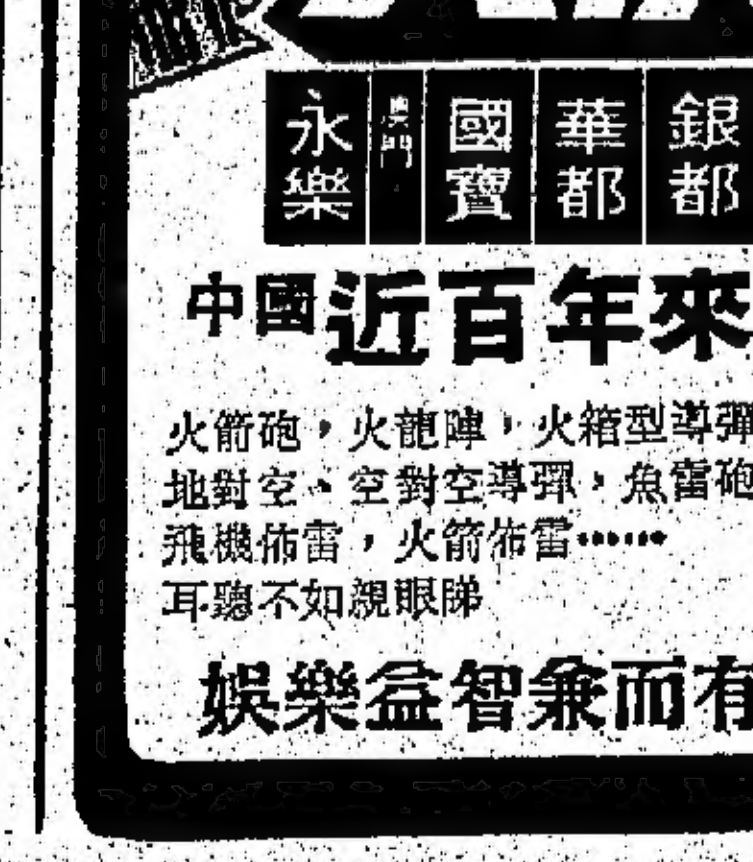 永樂 澳門 國寶 華都 銀都
中國近百年來
火箭砲，火龍陣，火箱型導彈
地對空、空對空導彈，魚雷砲
飛機佈雷，火箭佈雷……
耳聽不如親眼睇
娛樂益智兼而有